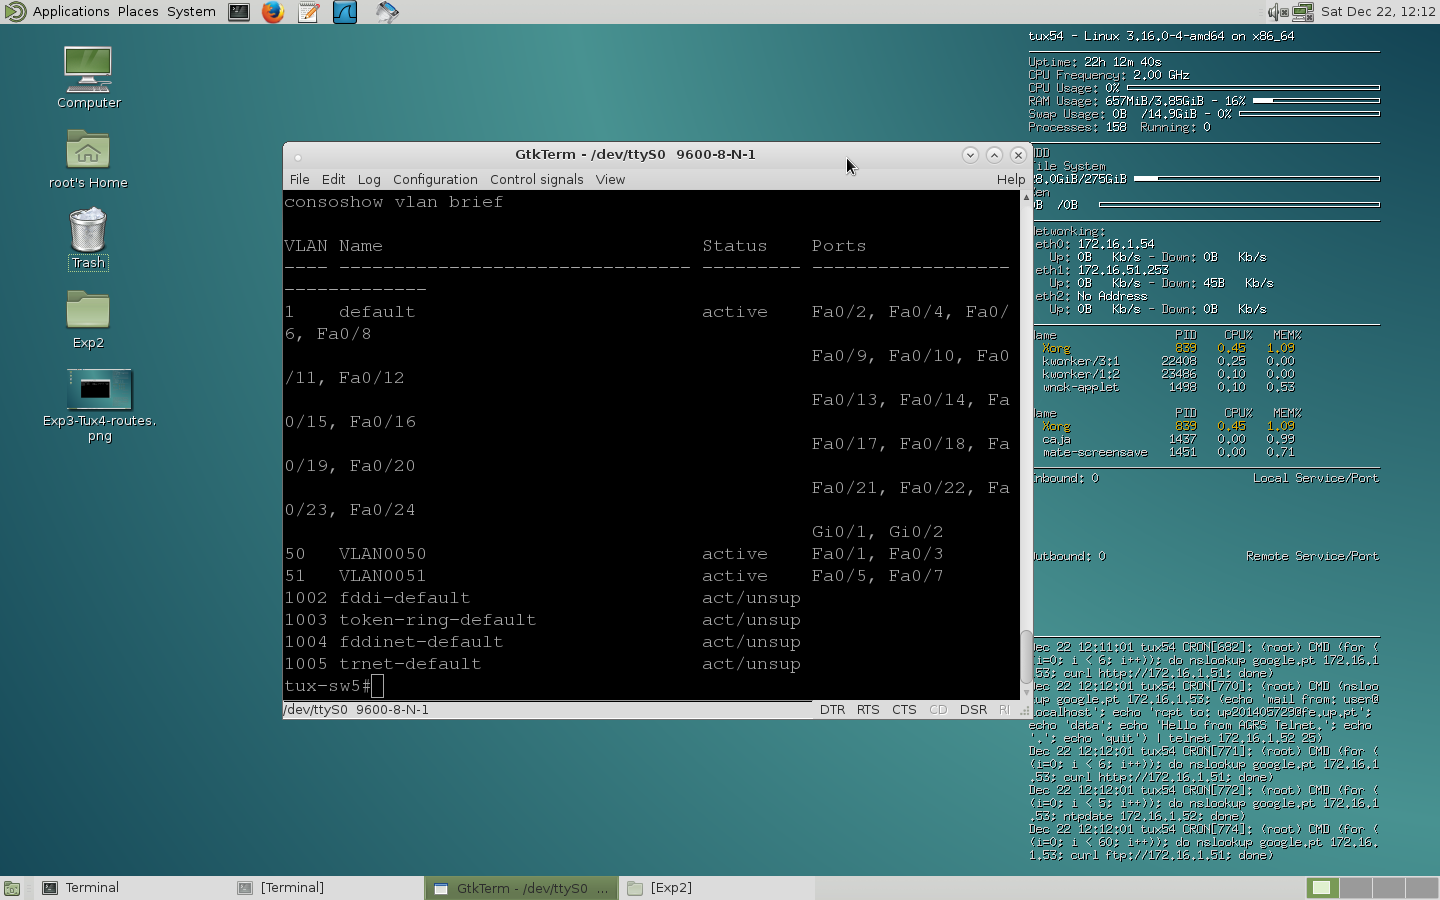 Applications Places System
Sat Dec 22, 12:12
Computer
root's Home
Trash
Exp2
Exp3-Tux4-routes.
png
GtkTerm - /dev/ttyS0  9600-8-N-1
File Edit Log Configuration Control signals View Help
consoshow vlan brief
VLAN Name                             Status    Ports
---- -------------------------------- --------- ------------------
-------------
1    default                          active    Fa0/2, Fa0/4, Fa0/
6, Fa0/8
                                                Fa0/9, Fa0/10, Fa0
/11, Fa0/12
                                                Fa0/13, Fa0/14, Fa
0/15, Fa0/16
                                                Fa0/17, Fa0/18, Fa
0/19, Fa0/20
                                                Fa0/21, Fa0/22, Fa
0/23, Fa0/24
                                                Gi0/1, Gi0/2
50   VLAN0050                         active    Fa0/1, Fa0/3
51   VLAN0051                         active    Fa0/5, Fa0/7
1002 fddi-default                     act/unsup
1003 token-ring-default               act/unsup
1004 fddinet-default                  act/unsup
1005 trnet-default                    act/unsup
tux-sw5#
/dev/ttyS0  9600-8-N-1 DTR RTS CTS CD DSR RI
tux54 - Linux 3.16.0-4-amd64 on x86_64
Uptime: 22h 12m 40s
CPU Frequency: 2.00 GHz
CPU Usage: 0%
RAM Usage: 657MiB/3.85GiB - 16%
Swap Usage: 0B  /14.9GiB - 0%
Processes: 158  Running: 0
DD
ile System
8.0GiB/275GiB
en
B  /0B
etworking:
eth0: 172.16.1.54
Up: 0B   Kb/s - Down: 0B   Kb/s
eth1: 172.16.51.253
Up: 0B   Kb/s - Down: 45B   Kb/s
eth2: No Address
Up: 0B   Kb/s - Down: 0B   Kb/s
ame PID CPU% MEM%
Xorg 839 0.45 1.09
kworker/3:1 22408 0.25 0.00
kworker/1:2 23486 0.10 0.00
wnck-applet 1498 0.10 0.53
ame PID CPU% MEM%
Xorg 839 0.45 1.09
caja 1437 0.00 0.99
mate-screensave 1451 0.00 0.71
nbound: 0 Local Service/Port
utbound: 0 Remote Service/Port
ec 22 12:11:01 tux54 CRON[682]: (root) CMD (for (
(i=0; i < 6; i++)); do nslookup google.pt 172.16.1
.53; curl http://172.16.1.51; done)
ec 22 12:12:01 tux54 CRON[770]: (root) CMD (nsloo
up google.pt 172.16.1.53; (echo 'mail from: user@
localhost'; echo 'rcpt to: up201405729@fe.up.pt';
echo 'data'; echo 'Hello from AGRS Telnet.'; echo
'.'; echo 'quit') | telnet 172.16.1.52 25)
Dec 22 12:12:01 tux54 CRON[771]: (root) CMD (for (
(i=0; i < 6; i++)); do nslookup google.pt 172.16.1
.53; curl http://172.16.1.51; done)
Dec 22 12:12:01 tux54 CRON[772]: (root) CMD (for (
(i=0; i < 5; i++)); do nslookup google.pt 172.16.1
.53; ntpdate 172.16.1.52; done)
Dec 22 12:12:01 tux54 CRON[774]: (root) CMD (for (
(i=0; i < 60; i++)); do nslookup google.pt 172.16.
1.53; curl ftp://172.16.1.51; done)
Terminal [Terminal] GtkTerm - /dev/ttyS0 ... [Exp2]